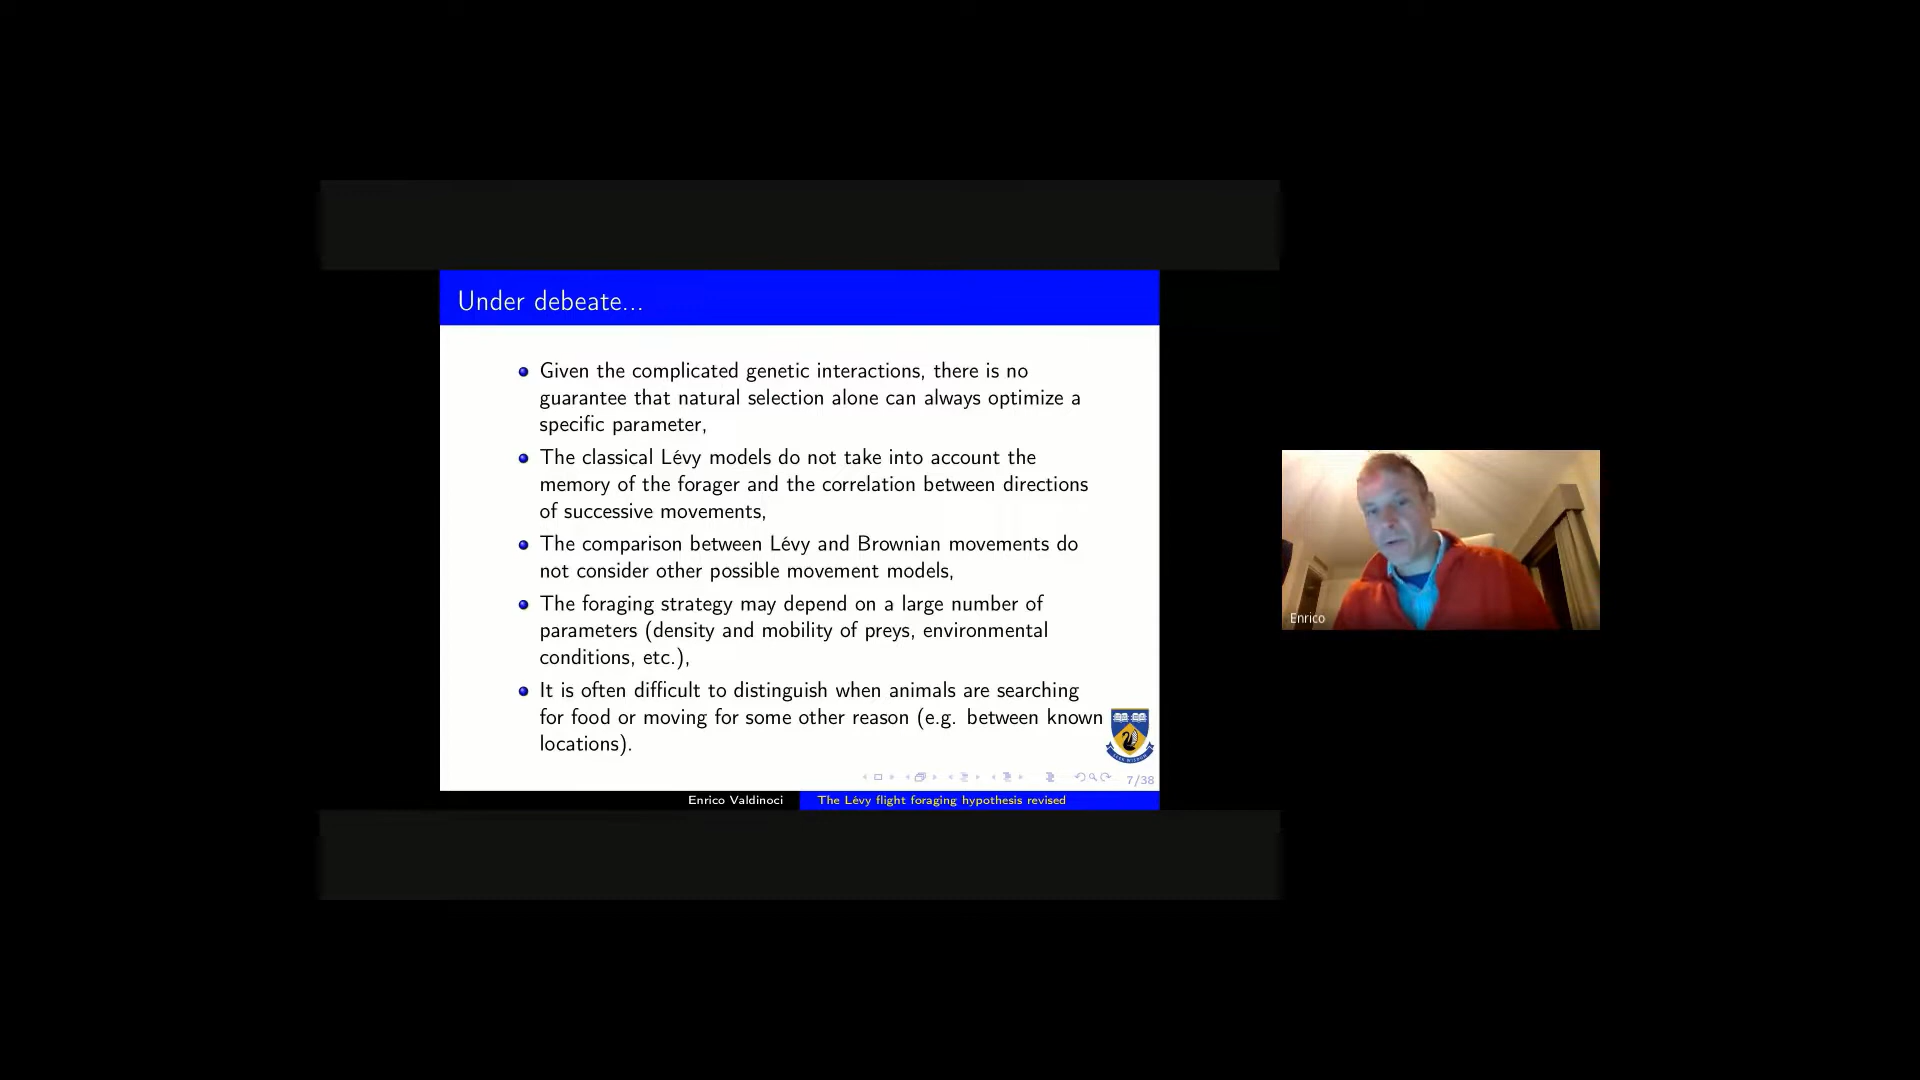 Under debeate...
Given the complicated genetic interactions, there is no
guarantee that natural selection alone can always optimize a
specific parameter,
The classical Lévy models do not take into account the
memory of the forager and the correlation between directions
of successive movements,
The comparison between Lévy and Brownian movements do
not consider other possible movement models,
The foraging strategy may depend on a large number of
parameters (density and mobility of preys, environmental
conditions, etc.),
It is often difficult to distinguish when animals are searching
for food or moving for some other reason (e.g. between known
locations).
7/38
Enrico Valdinoci
The Lévy flight foraging hypothesis revised
Enrico